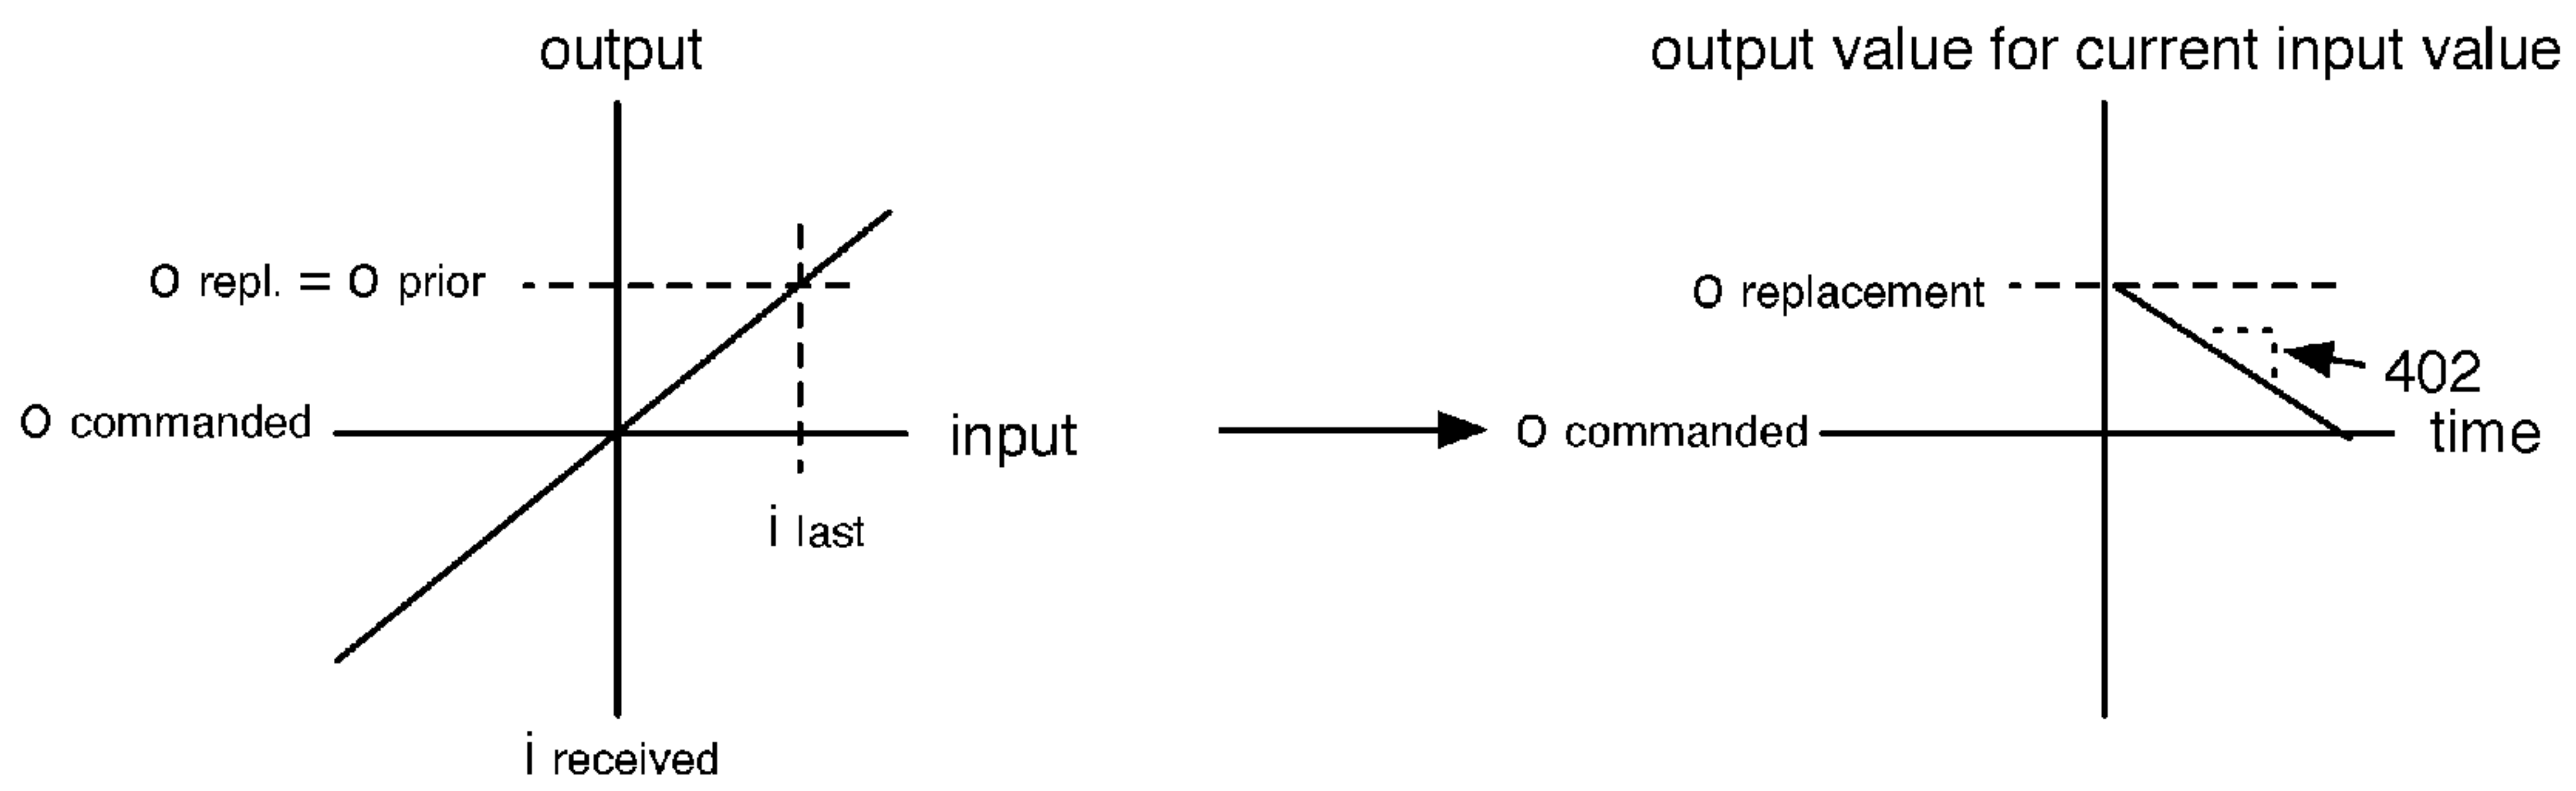 output
O repl. = O prior
O commanded
input
i last
i received
output value for current input value
O replacement
402
O commanded
time